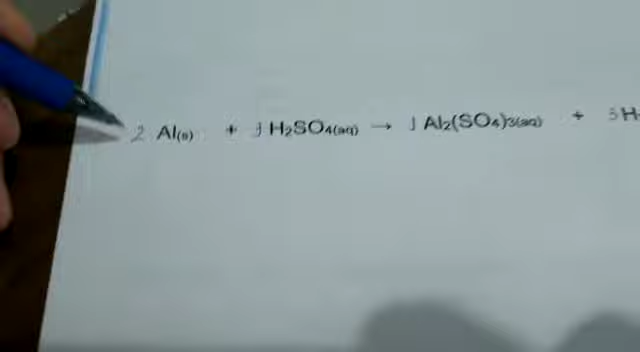 2 Al(s) + 3 H₂SO₄(aq) → 1 Al₂(SO₄)₃(aq) + 3 H